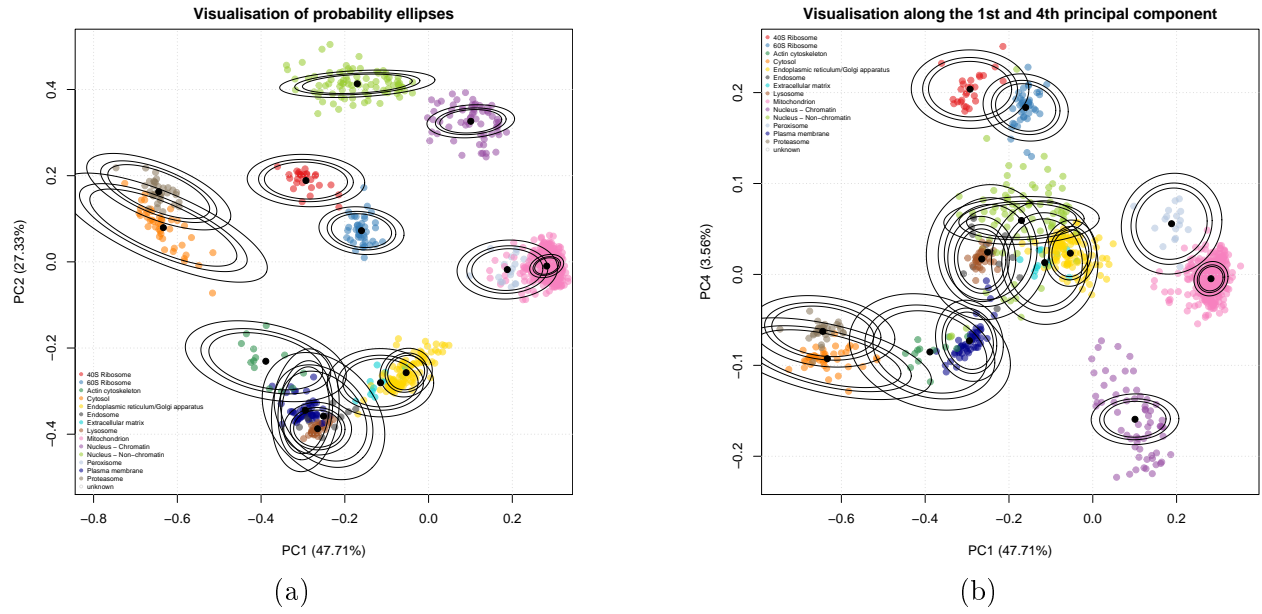 Visualisation of probability ellipses
PC2 (27.33%)
0.4
0.2
0.0
−0.2
−0.4
40S Ribosome
60S Ribosome
Actin cytoskeleton
Cytosol
Endoplasmic reticulum/Golgi apparatus
Endosome
Extracellular matrix
Lysosome
Mitochondrion
Nucleus − Chromatin
Nucleus − Non−chromatin
Peroxisome
Plasma membrane
Proteasome
unknown
−0.8 −0.6 −0.4 −0.2 0.0 0.2
PC1 (47.71%)
(a)
Visualisation along the 1st and 4th principal component
PC4 (3.56%)
0.2
0.1
0.0
−0.1
−0.2
40S Ribosome
60S Ribosome
Actin cytoskeleton
Cytosol
Endoplasmic reticulum/Golgi apparatus
Endosome
Extracellular matrix
Lysosome
Mitochondrion
Nucleus − Chromatin
Nucleus − Non−chromatin
Peroxisome
Plasma membrane
Proteasome
unknown
−0.6 −0.4 −0.2 0.0 0.2
PC1 (47.71%)
(b)